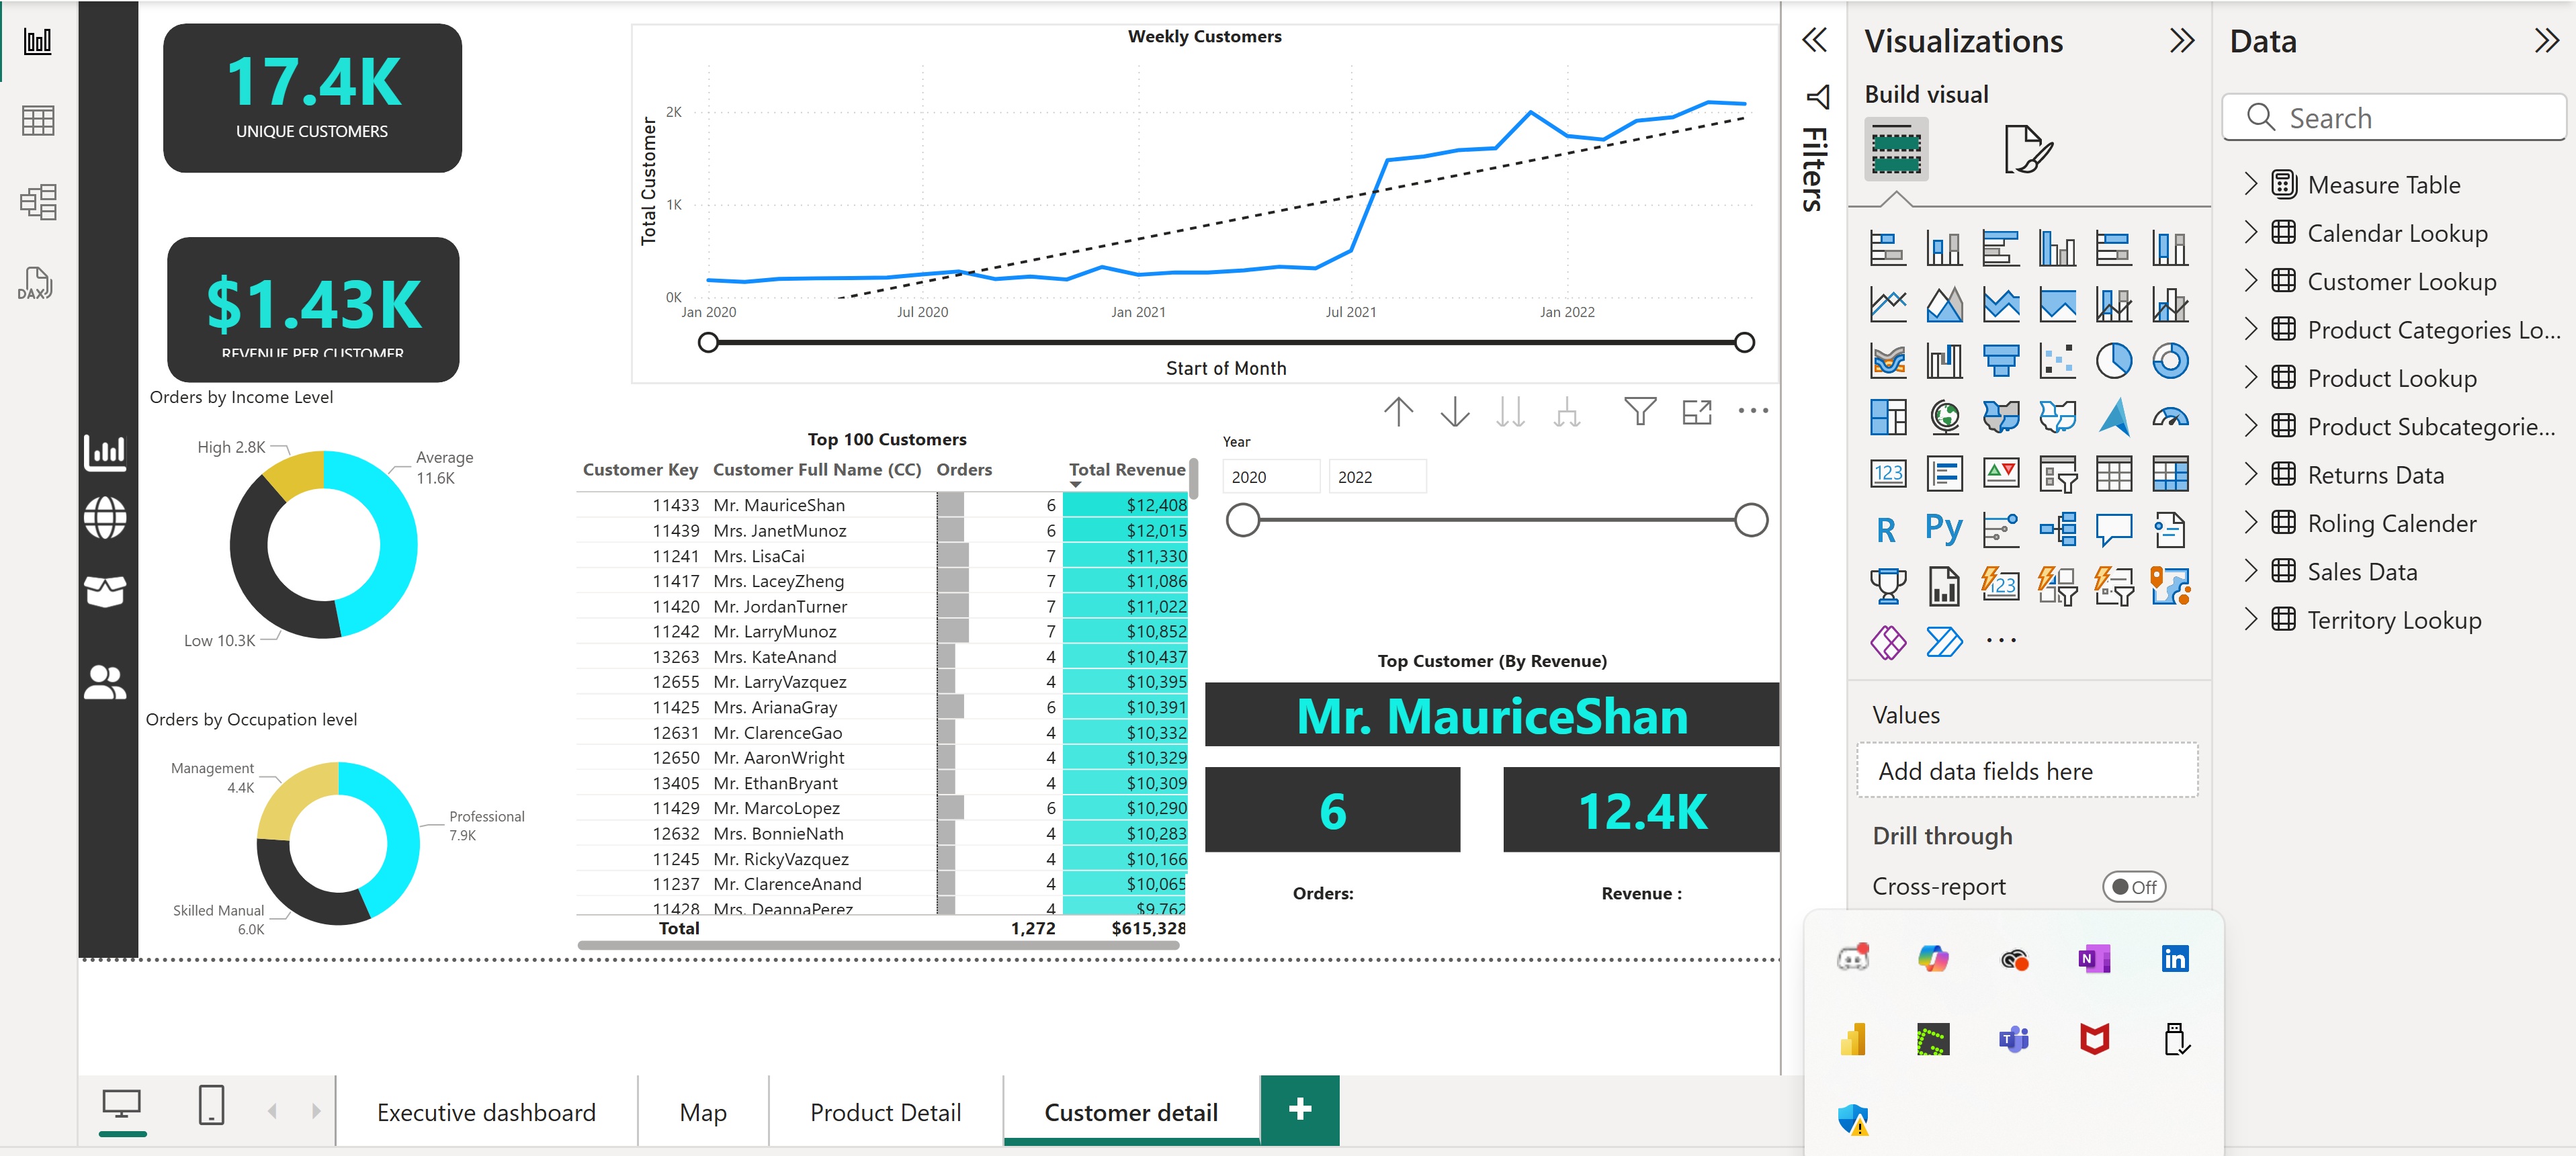 17.4K
UNIQUE CUSTOMERS
$1.43K
REVENUE PER CUSTOMER
Weekly Customers
Total Customer
2K
1K
0K
Jan 2020
Jul 2020
Jan 2021
Jul 2021
Jan 2022
Start of Month
Orders by Income Level
High 2.8K
Average
11.6K
Low 10.3K
Orders by Occupation level
Management
4.4K
Professional
7.9K
Skilled Manual
6.0K
Top 100 Customers
Customer Key Customer Full Name (CC) Orders Total Revenue
11433 Mr. MauriceShan 6 $12,408
11439 Mrs. JanetMunoz 6 $12,015
11241 Mrs. LisaCai 7 $11,330
11417 Mrs. LaceyZheng 7 $11,086
11420 Mr. JordanTurner 7 $11,022
11242 Mr. LarryMunoz 7 $10,852
13263 Mrs. KateAnand 4 $10,437
12655 Mr. LarryVazquez 4 $10,395
11425 Mrs. ArianaGray 6 $10,391
12631 Mr. ClarenceGao 4 $10,332
12650 Mr. AaronWright 4 $10,329
13405 Mr. EthanBryant 4 $10,309
11429 Mr. MarcoLopez 6 $10,290
12632 Mrs. BonnieNath 4 $10,283
11245 Mr. RickyVazquez 4 $10,166
11237 Mr. ClarenceAnand 4 $10,065
11428 Mrs. DeannaPerez 4 $9,762
Total 1,272 $615,328
Year
2020 2022
Top Customer (By Revenue)
Mr. MauriceShan
6
12.4K
Orders:
Revenue :
Filters
Visualizations
Build visual
123
R
Py
123
Values
Add data fields here
Drill through
Cross-report
Off
Data
Search
Measure Table
Calendar Lookup
Customer Lookup
Product Categories Lo...
Product Lookup
Product Subcategorie...
Returns Data
Roling Calender
Sales Data
Territory Lookup
DAX
N
in
T
Executive dashboard
Map
Product Detail
Customer detail
+